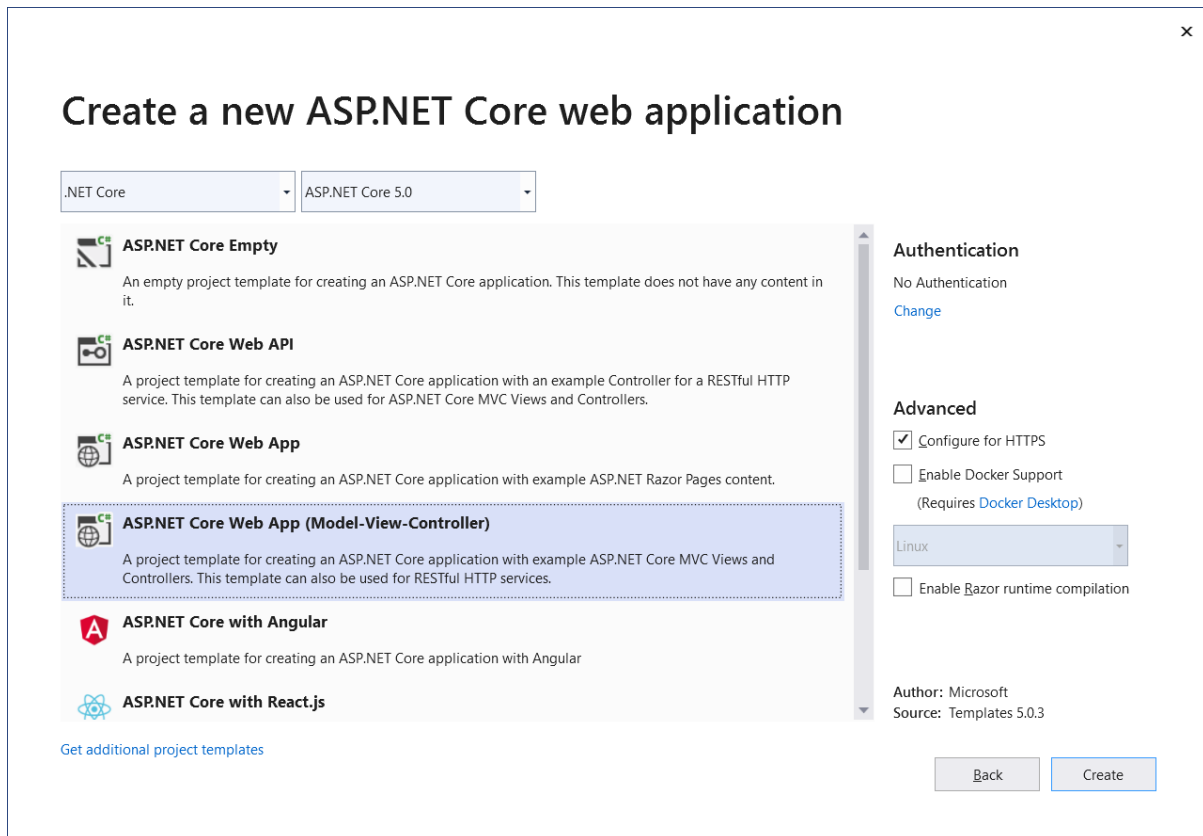 Create a new ASP.NET Core web application
.NET Core
ASP.NET Core 5.0
ASP.NET Core Empty
An empty project template for creating an ASP.NET Core application. This template does not have any content in
it.
ASP.NET Core Web API
A project template for creating an ASP.NET Core application with an example Controller for a RESTful HTTP
service. This template can also be used for ASP.NET Core MVC Views and Controllers.
ASP.NET Core Web App
A project template for creating an ASP.NET Core application with example ASP.NET Razor Pages content.
ASP.NET Core Web App (Model-View-Controller)
A project template for creating an ASP.NET Core application with example ASP.NET Core MVC Views and
Controllers. This template can also be used for RESTful HTTP services.
ASP.NET Core with Angular
A project template for creating an ASP.NET Core application with Angular
ASP.NET Core with React.js
Get additional project templates
Authentication
No Authentication
Change
Advanced
Configure for HTTPS
Enable Docker Support
(Requires Docker Desktop)
Linux
Enable Razor runtime compilation
Author: Microsoft
Source: Templates 5.0.3
Back
Create